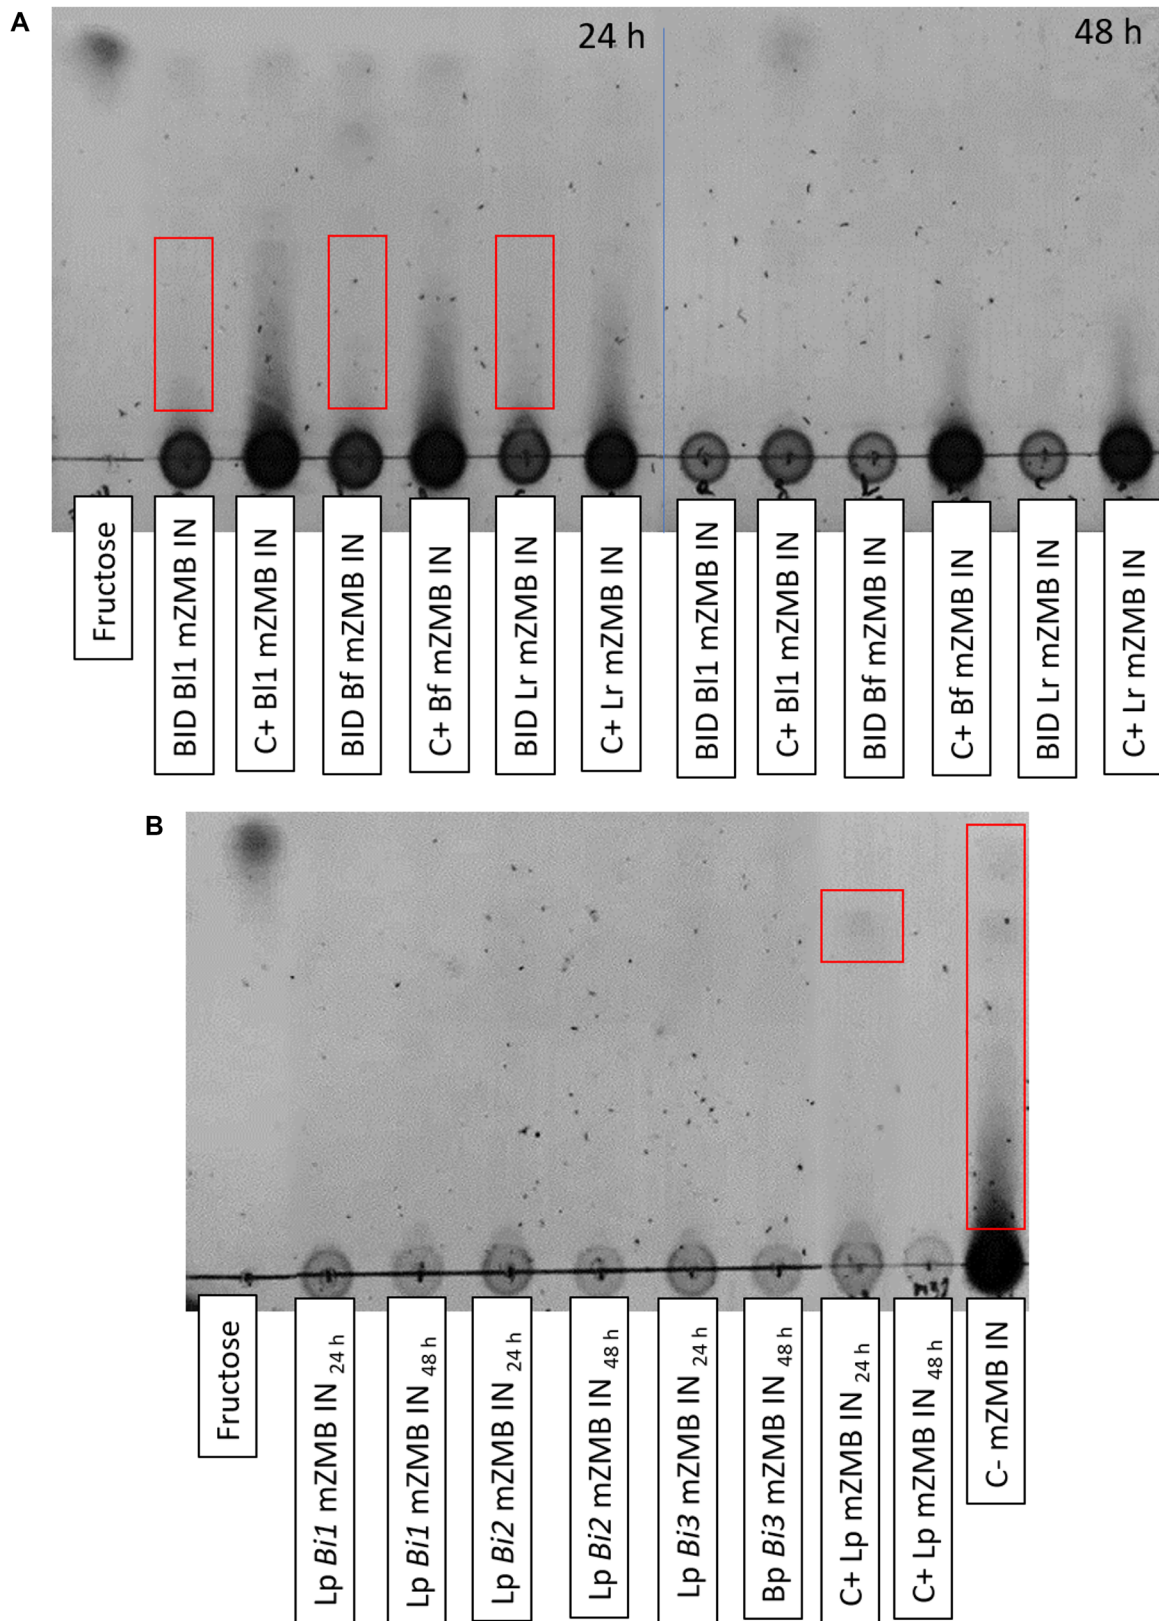 A
24 h
48 h
Fructose
BID Bl1 mZMB IN
C+ Bl1 mZMB IN
BID Bf mZMB IN
C+ Bf mZMB IN
BID Lr mZMB IN
C+ Lr mZMB IN
BID Bl1 mZMB IN
C+ Bl1 mZMB IN
BID Bf mZMB IN
C+ Bf mZMB IN
BID Lr mZMB IN
C+ Lr mZMB IN
B
Fructose
Lp Bi1 mZMB IN 24 h
Lp Bi1 mZMB IN 48 h
Lp Bi2 mZMB IN 24 h
Lp Bi2 mZMB IN 48 h
Lp Bi3 mZMB IN 24 h
Bp Bi3 mZMB IN 48 h
C+ Lp mZMB IN 24 h
C+ Lp mZMB IN 48 h
C- mZMB IN